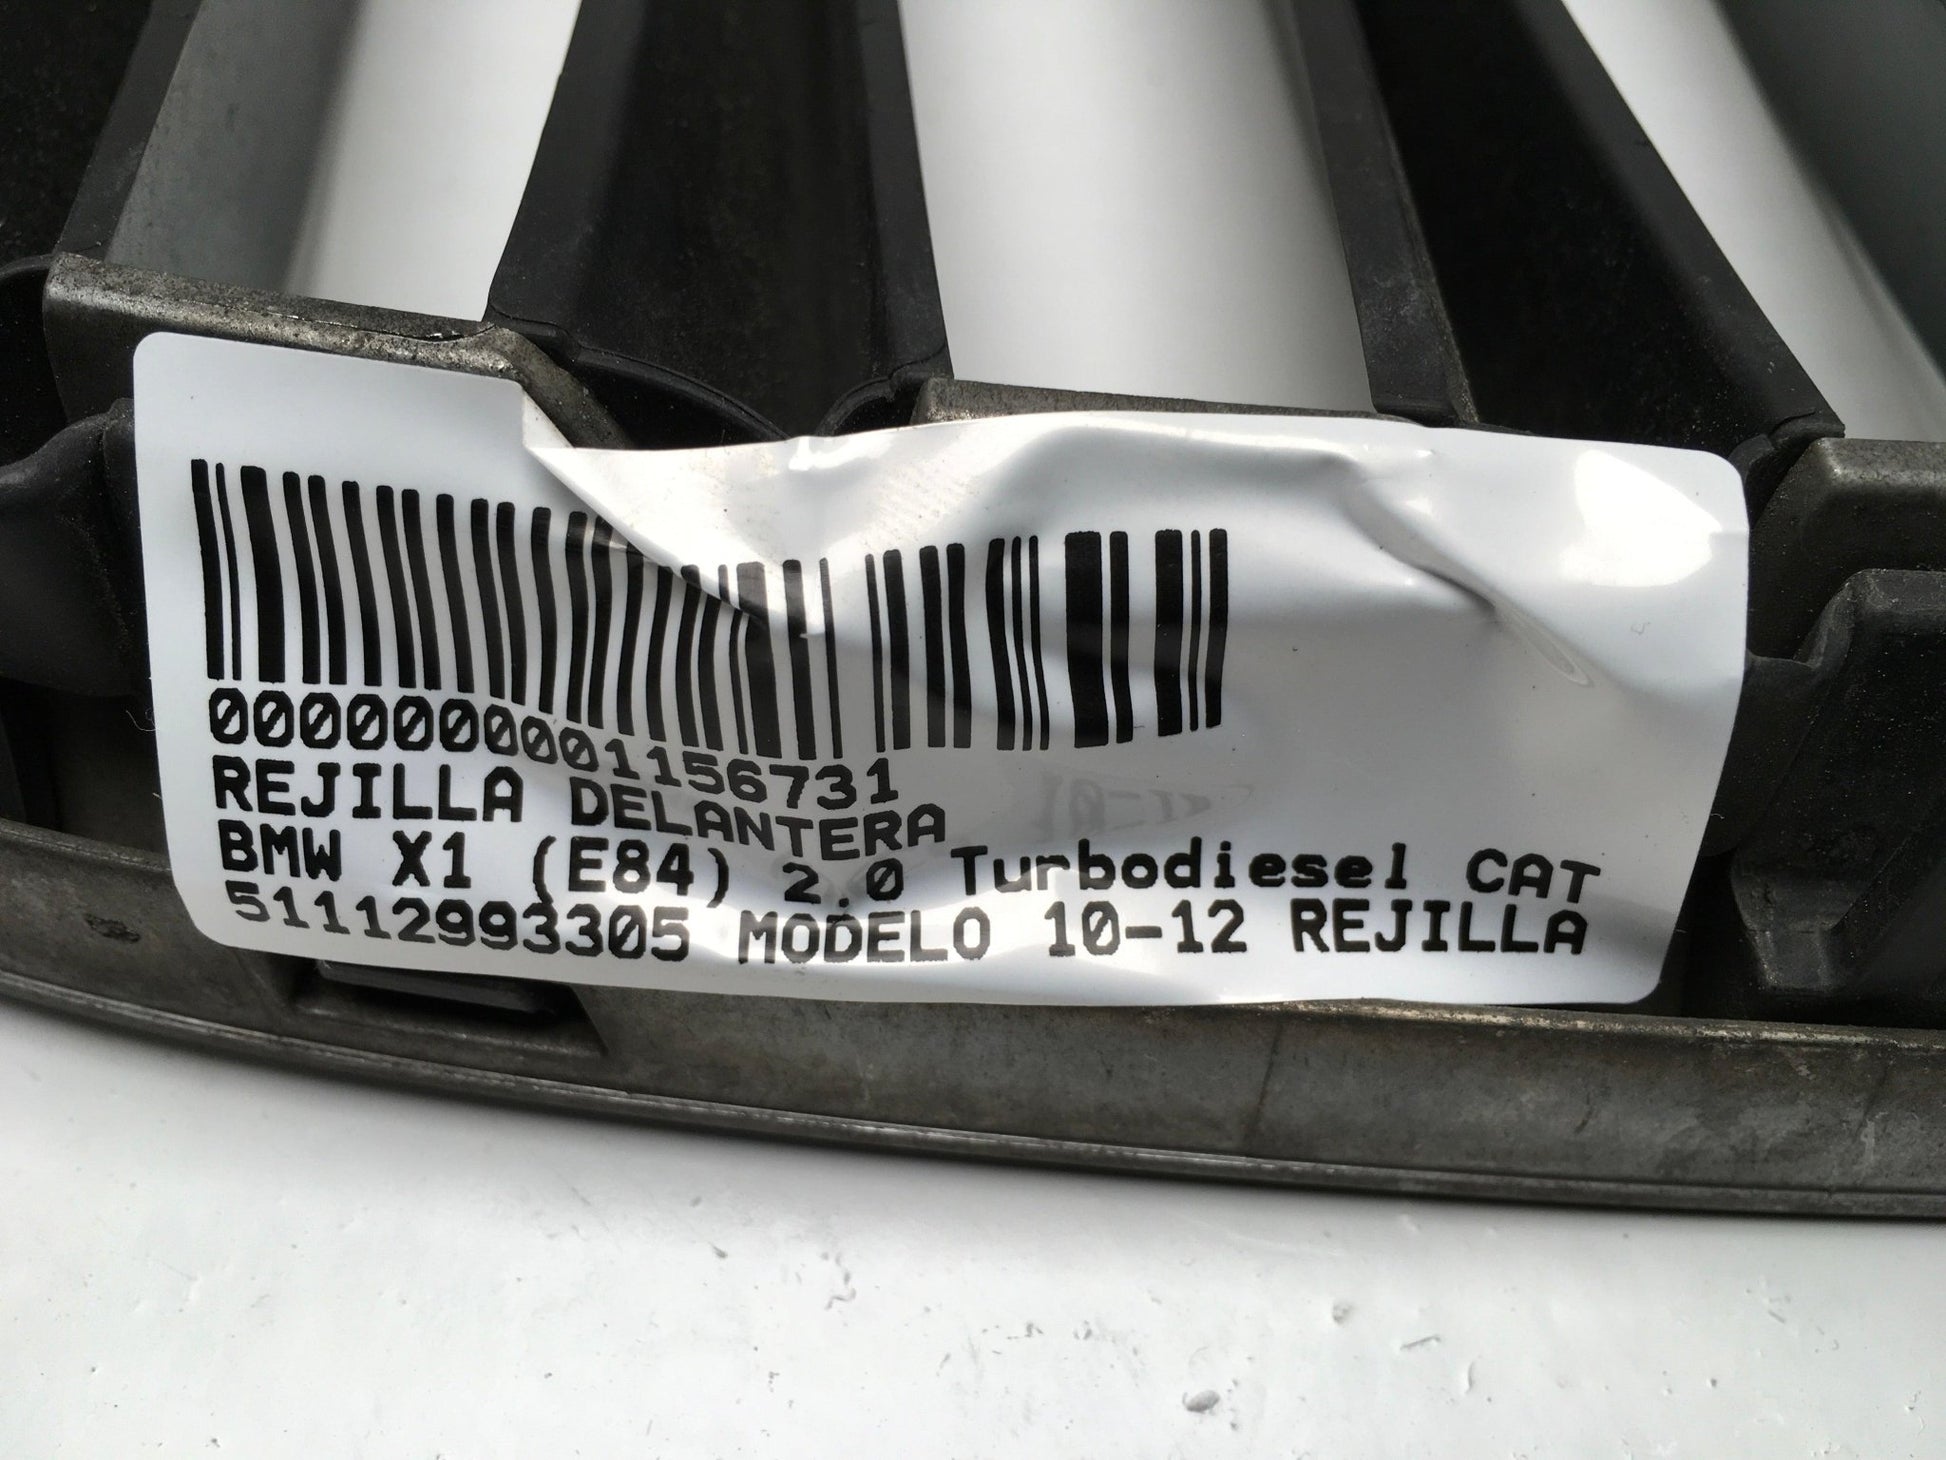 0000000001156731
REJILLA DELANTERA
BMW X1 (E84) 2.0 Turbodiesel CAT
51112993305 MODELO 10-12 REJILLA